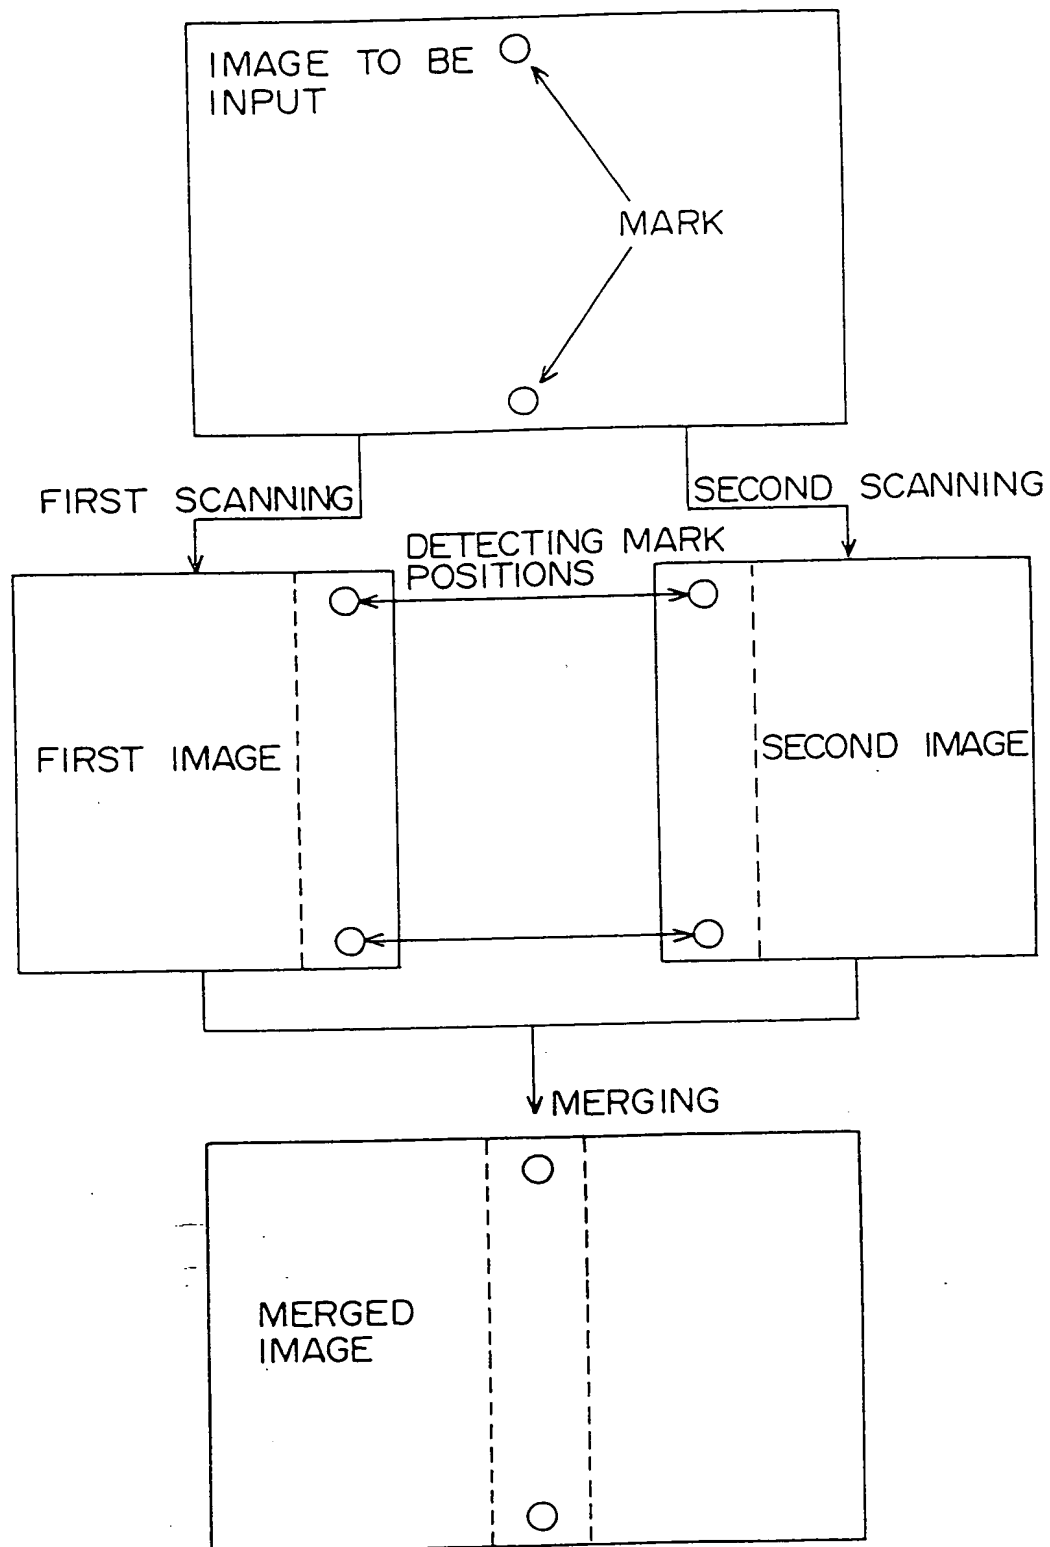 IMAGE TO BE
INPUT
MARK
FIRST SCANNING
SECOND SCANNING
DETECTING MARK
POSITIONS
FIRST IMAGE
SECOND IMAGE
MERGING
MERGED
IMAGE